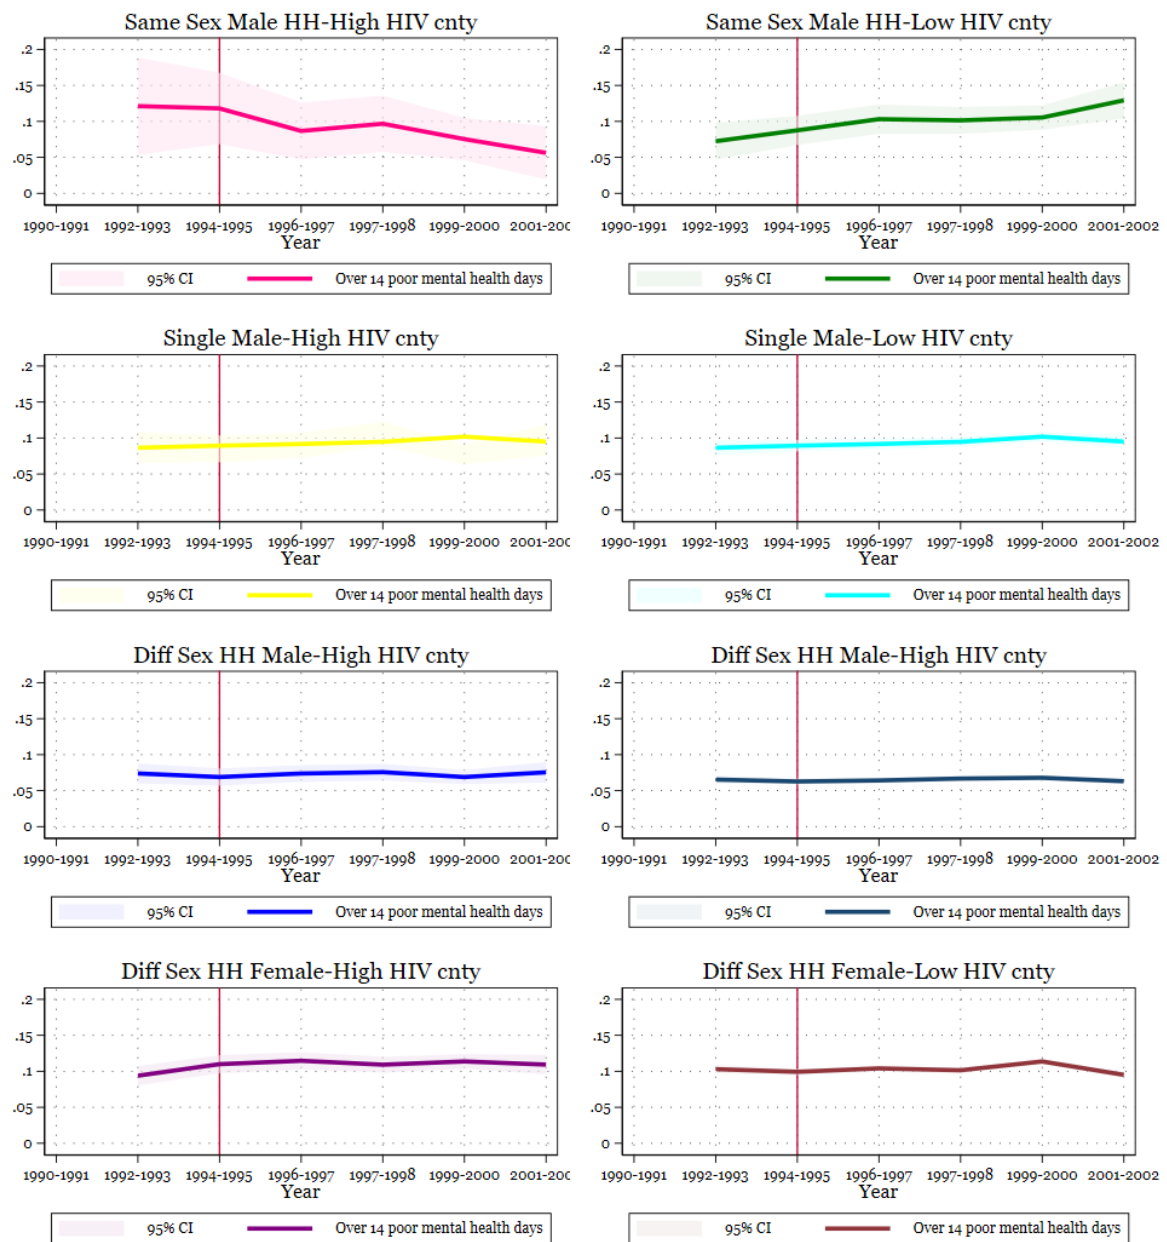 Same Sex Male HH-High HIV cnty
.2
.15
.1
.05
0
1990-1991 1992-1993 1994-1995 1996-1997 1997-1998 1999-2000 2001-200
Year
95% CI Over 14 poor mental health days
Same Sex Male HH-Low HIV cnty
.2
.15
.1
.05
0
1990-1991 1992-1993 1994-1995 1996-1997 1997-1998 1999-2000 2001-2002
Year
95% CI Over 14 poor mental health days
Single Male-High HIV cnty
.2
.15
.1
.05
0
1990-1991 1992-1993 1994-1995 1996-1997 1997-1998 1999-2000 2001-200
Year
95% CI Over 14 poor mental health days
Single Male-Low HIV cnty
.2
.15
.1
.05
0
1990-1991 1992-1993 1994-1995 1996-1997 1997-1998 1999-2000 2001-2002
Year
95% CI Over 14 poor mental health days
Diff Sex HH Male-High HIV cnty
.2
.15
.1
.05
0
1990-1991 1992-1993 1994-1995 1996-1997 1997-1998 1999-2000 2001-200
Year
95% CI Over 14 poor mental health days
Diff Sex HH Male-High HIV cnty
.2
.15
.1
.05
0
1990-1991 1992-1993 1994-1995 1996-1997 1997-1998 1999-2000 2001-2002
Year
95% CI Over 14 poor mental health days
Diff Sex HH Female-High HIV cnty
.2
.15
.1
.05
0
1990-1991 1992-1993 1994-1995 1996-1997 1997-1998 1999-2000 2001-200
Year
95% CI Over 14 poor mental health days
Diff Sex HH Female-Low HIV cnty
.2
.15
.1
.05
0
1990-1991 1992-1993 1994-1995 1996-1997 1997-1998 1999-2000 2001-2002
Year
95% CI Over 14 poor mental health days